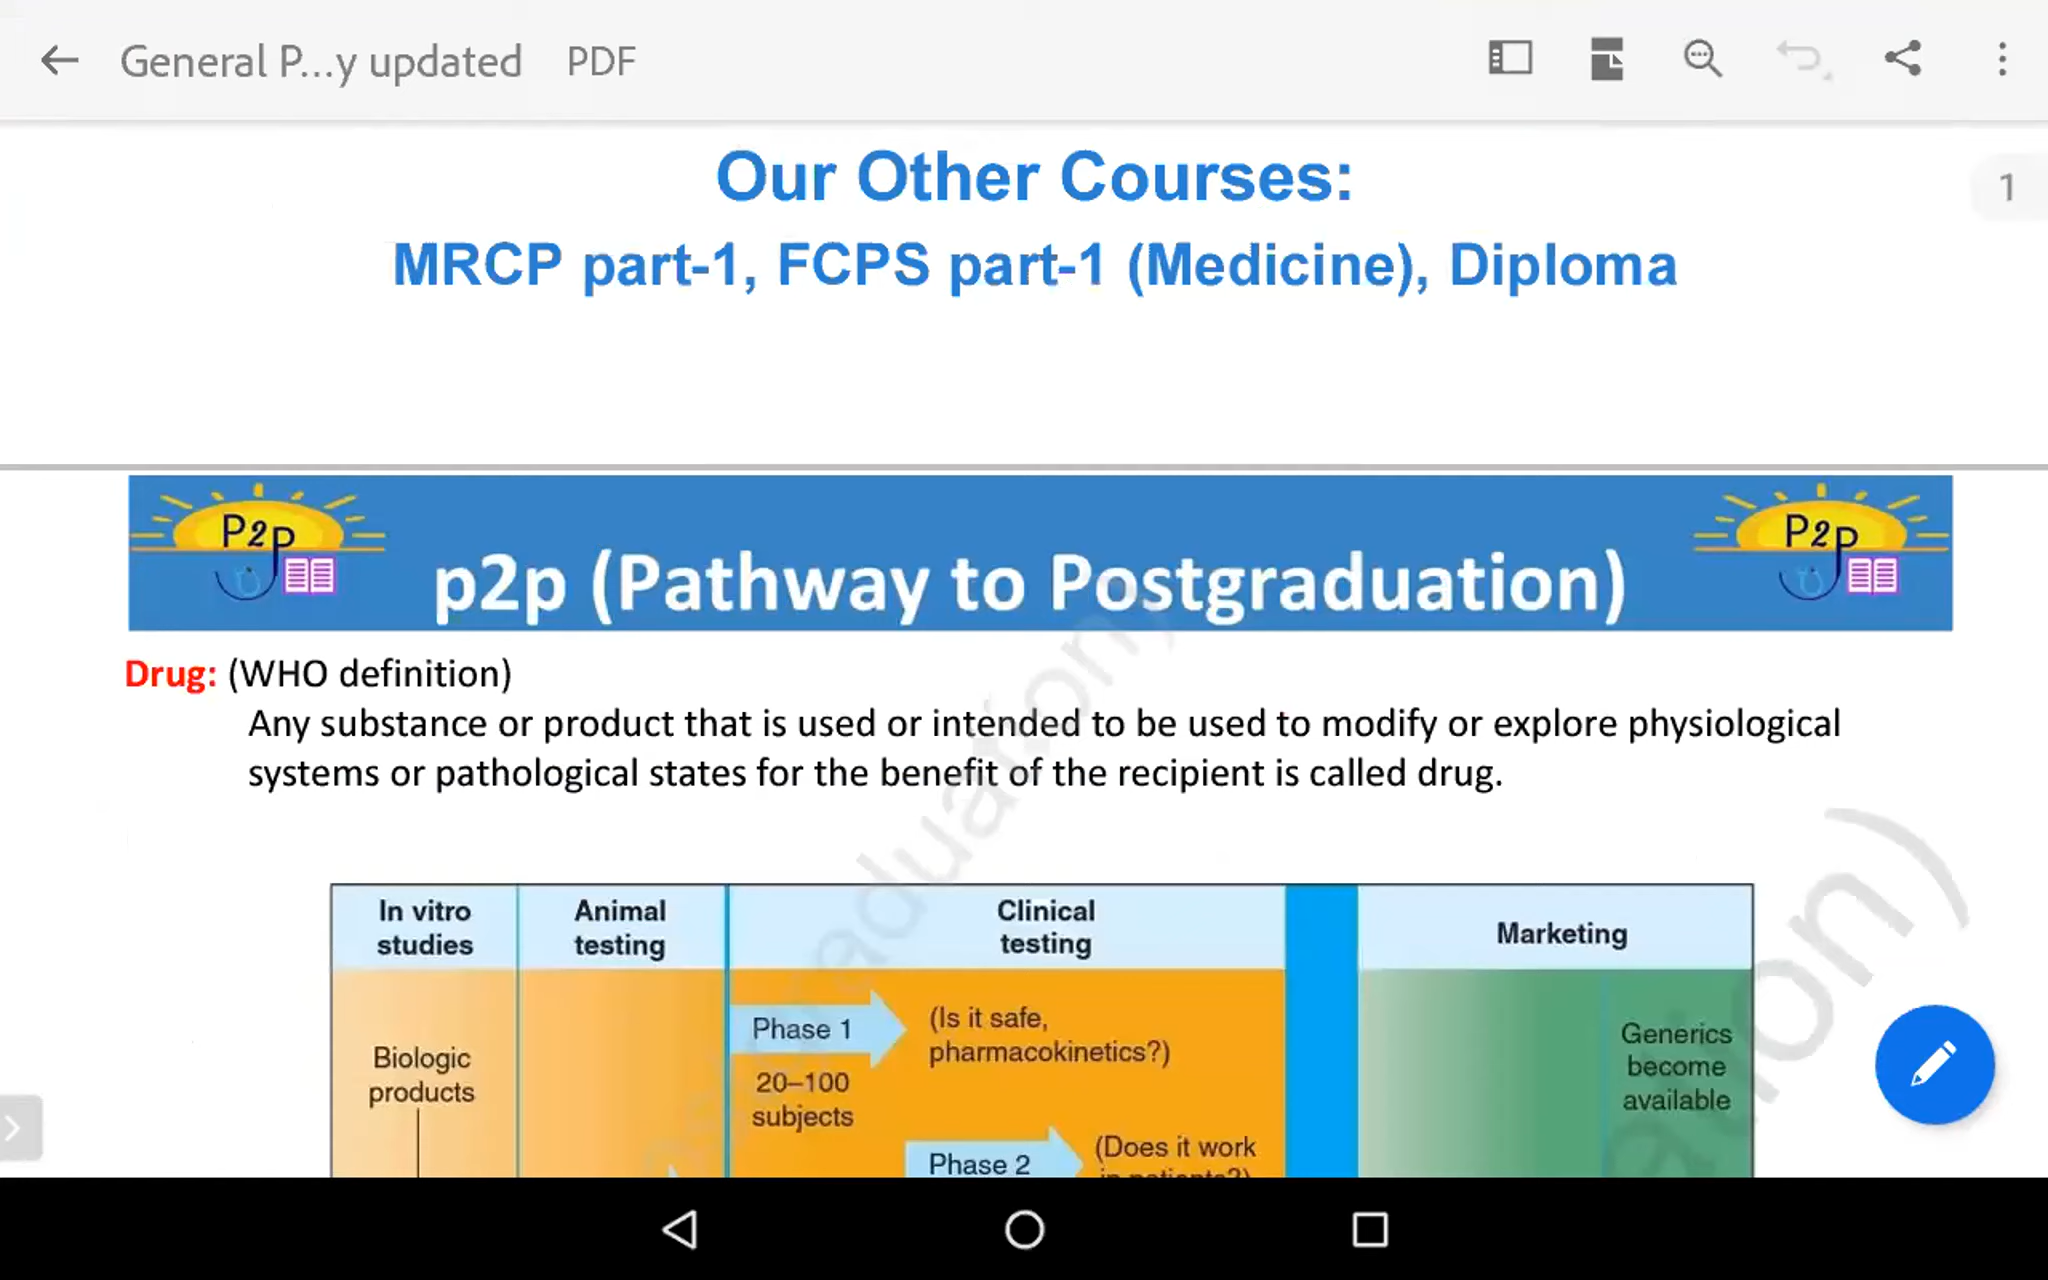 General P...y updated PDF
Our Other Courses:
1
MRCP part-1, FCPS part-1 (Medicine), Diploma
P2P
p2p (Pathway to Postgraduation)
P2P
Drug: (WHO definition)
Any substance or product that is used or intended to be used to modify or explore physiological
systems or pathological states for the benefit of the recipient is called drug.
In vitro
studies
Animal
testing
Clinical
testing
Marketing
Biologic
products
Phase 1
20–100
subjects
(Is it safe,
pharmacokinetics?)
Phase 2
(Does it work
in patients?)
Generics
become
available